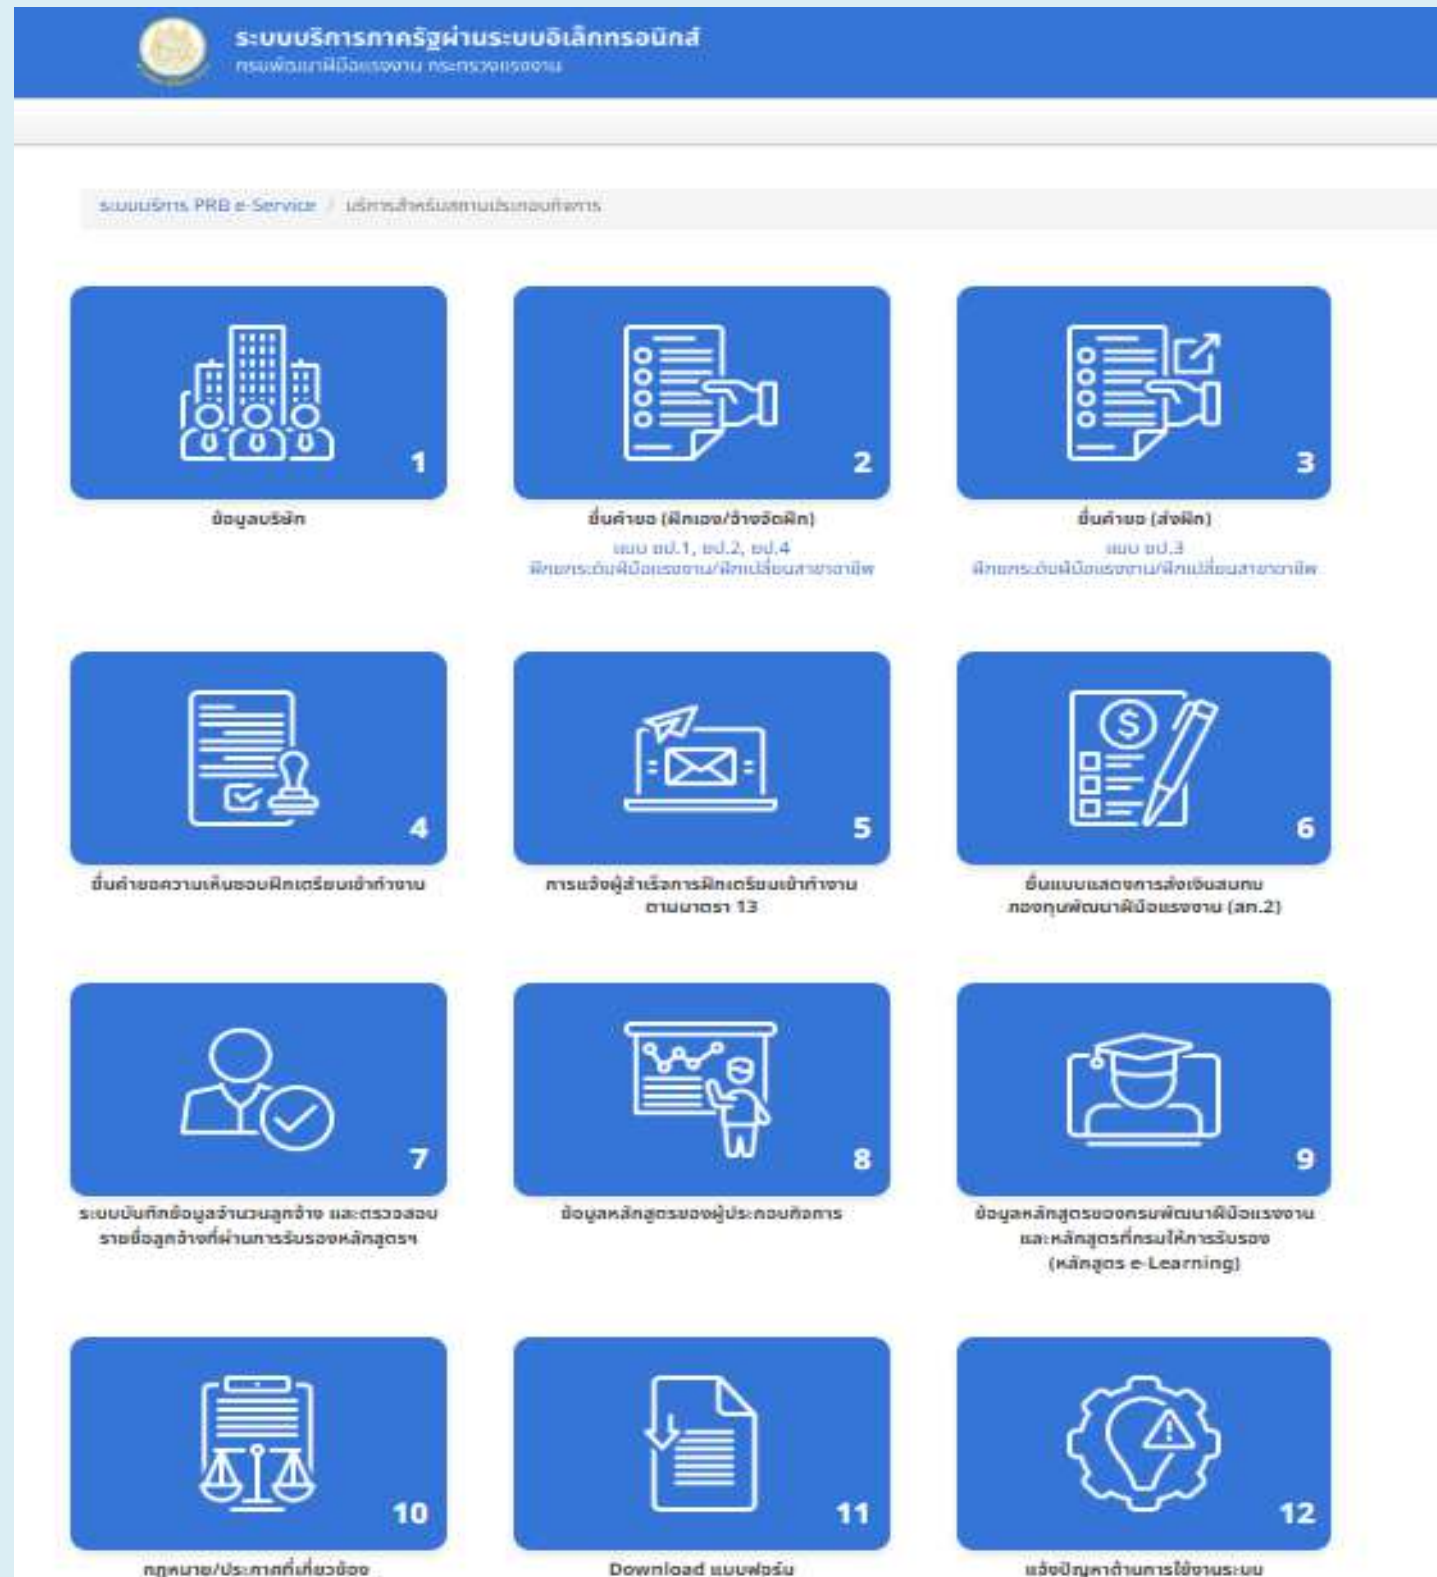 ระบบบริการภาครัฐผ่านระบบอิเล็กทรอนิกส์
กรมพัฒนาฝีมือแรงงาน กระทรวงแรงงาน
ระบบบริการ PRB e-Service / บริการสำหรับสถานประกอบกิจการ
1
2
3
ข้อมูลบริษัท
ยื่นคำขอ (ฝึกเอง/จ้างจัดฝึก)
ยื่นคำขอ (ส่งฝึก)
แบบ ยป.1, ยป.2, ยป.4
แบบ ยป.3
ฝึกยกระดับฝีมือแรงงาน/ฝึกเปลี่ยนสาขาอาชีพ
ฝึกยกระดับฝีมือแรงงาน/ฝึกเปลี่ยนสาขาอาชีพ
4
5
6
ยื่นคำขอความเห็นชอบฝึกเตรียมเข้าทำงาน
การแจ้งผู้สำเร็จการฝึกเตรียมเข้าทำงาน
ตามมาตรา 13
ยื่นแบบแสดงการส่งเงินสมทบ
กองทุนพัฒนาฝีมือแรงงาน (สท.2)
7
8
9
ระบบบันทึกข้อมูลจำนวนลูกจ้าง และตรวจสอบ
รายชื่อลูกจ้างที่ผ่านการรับรองหลักสูตรฯ
ข้อมูลหลักสูตรของผู้ประกอบกิจการ
ข้อมูลหลักสูตรของกรมพัฒนาฝีมือแรงงาน
และหลักสูตรที่กรมให้การรับรอง
(หลักสูตร e-Learning)
10
11
12
กฎหมาย/ประกาศที่เกี่ยวข้อง
Download แบบฟอร์ม
แจ้งปัญหาด้านการใช้งานระบบ